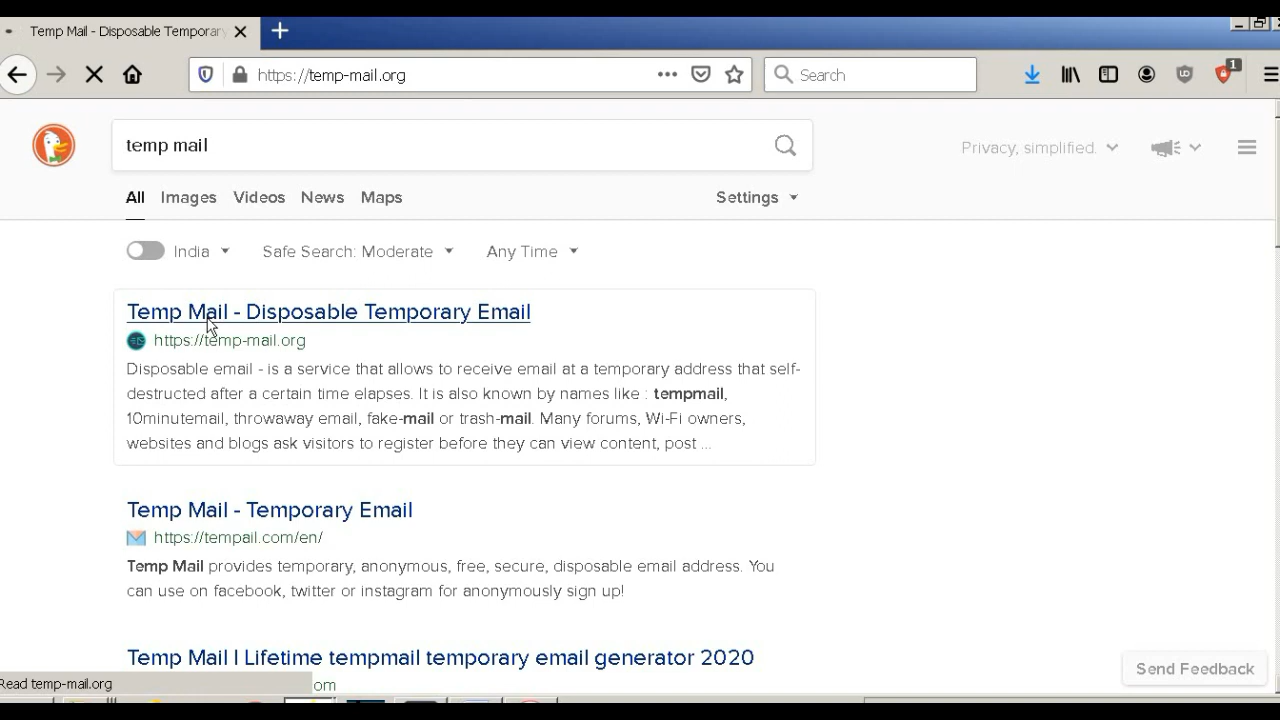 Temp Mail - Disposable Temporary
https://temp-mail.org
Search
1
temp mail
Privacy, simplified.
All Images Videos News Maps Settings
India Safe Search: Moderate Any Time
Temp Mail - Disposable Temporary Email
https://temp-mail.org
Disposable email - is a service that allows to receive email at a temporary address that self-
destructed after a certain time elapses. It is also known by names like : tempmail,
10minutemail, throwaway email, fake-mail or trash-mail. Many forums, Wi-Fi owners,
websites and blogs ask visitors to register before they can view content, post ...
Temp Mail - Temporary Email
https://tempail.com/en/
Temp Mail provides temporary, anonymous, free, secure, disposable email address. You
can use on facebook, twitter or instagram for anonymously sign up!
Temp Mail | Lifetime tempmail temporary email generator 2020
Send Feedback
Read temp-mail.org